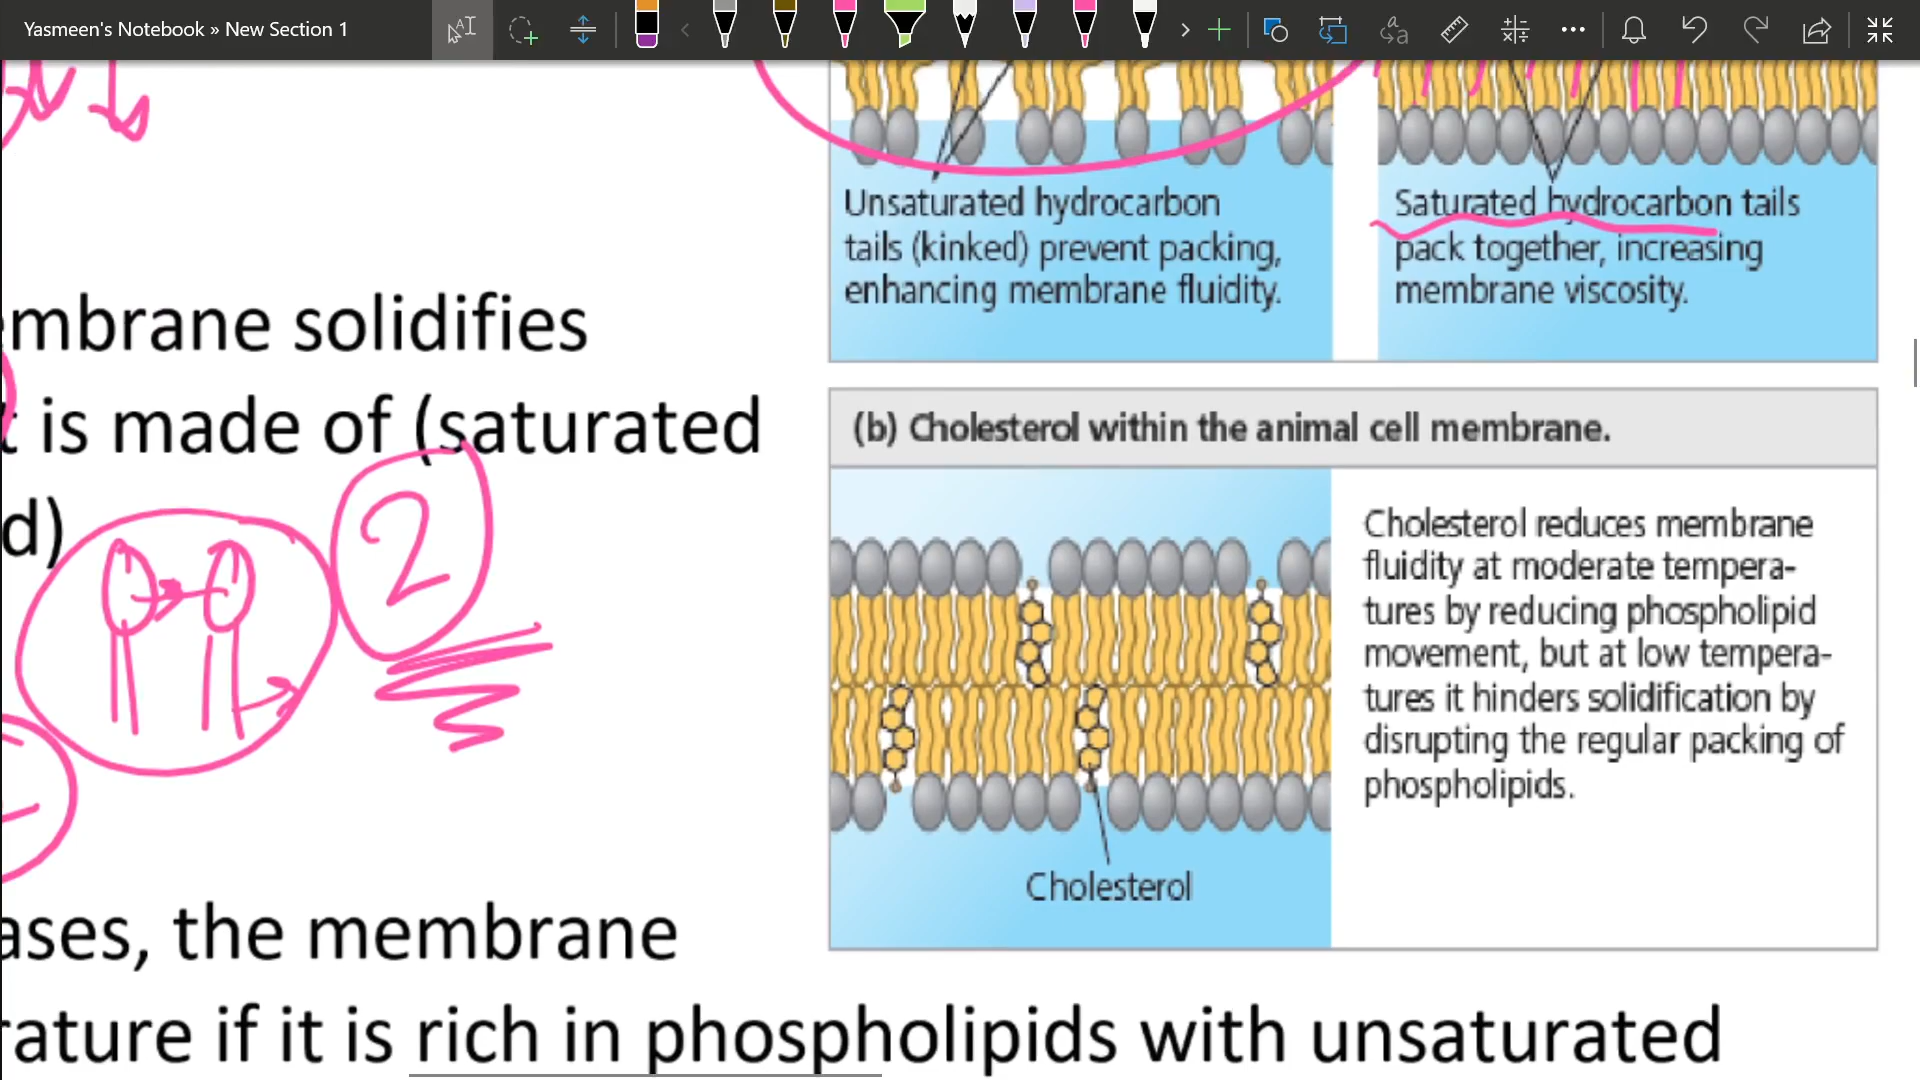 Yasmeen's Notebook » New Section 1
Unsaturated hydrocarbon
tails (kinked) prevent packing,
enhancing membrane fluidity.
Saturated hydrocarbon tails
pack together, increasing
membrane viscosity.
embrane solidifies
t is made of (saturated
d)
2
(b) Cholesterol within the animal cell membrane.
Cholesterol reduces membrane
fluidity at moderate tempera-
tures by reducing phospholipid
movement, but at low tempera-
tures it hinders solidification by
disrupting the regular packing of
phospholipids.
Cholesterol
ases, the membrane
rature if it is rich in phospholipids with unsaturated